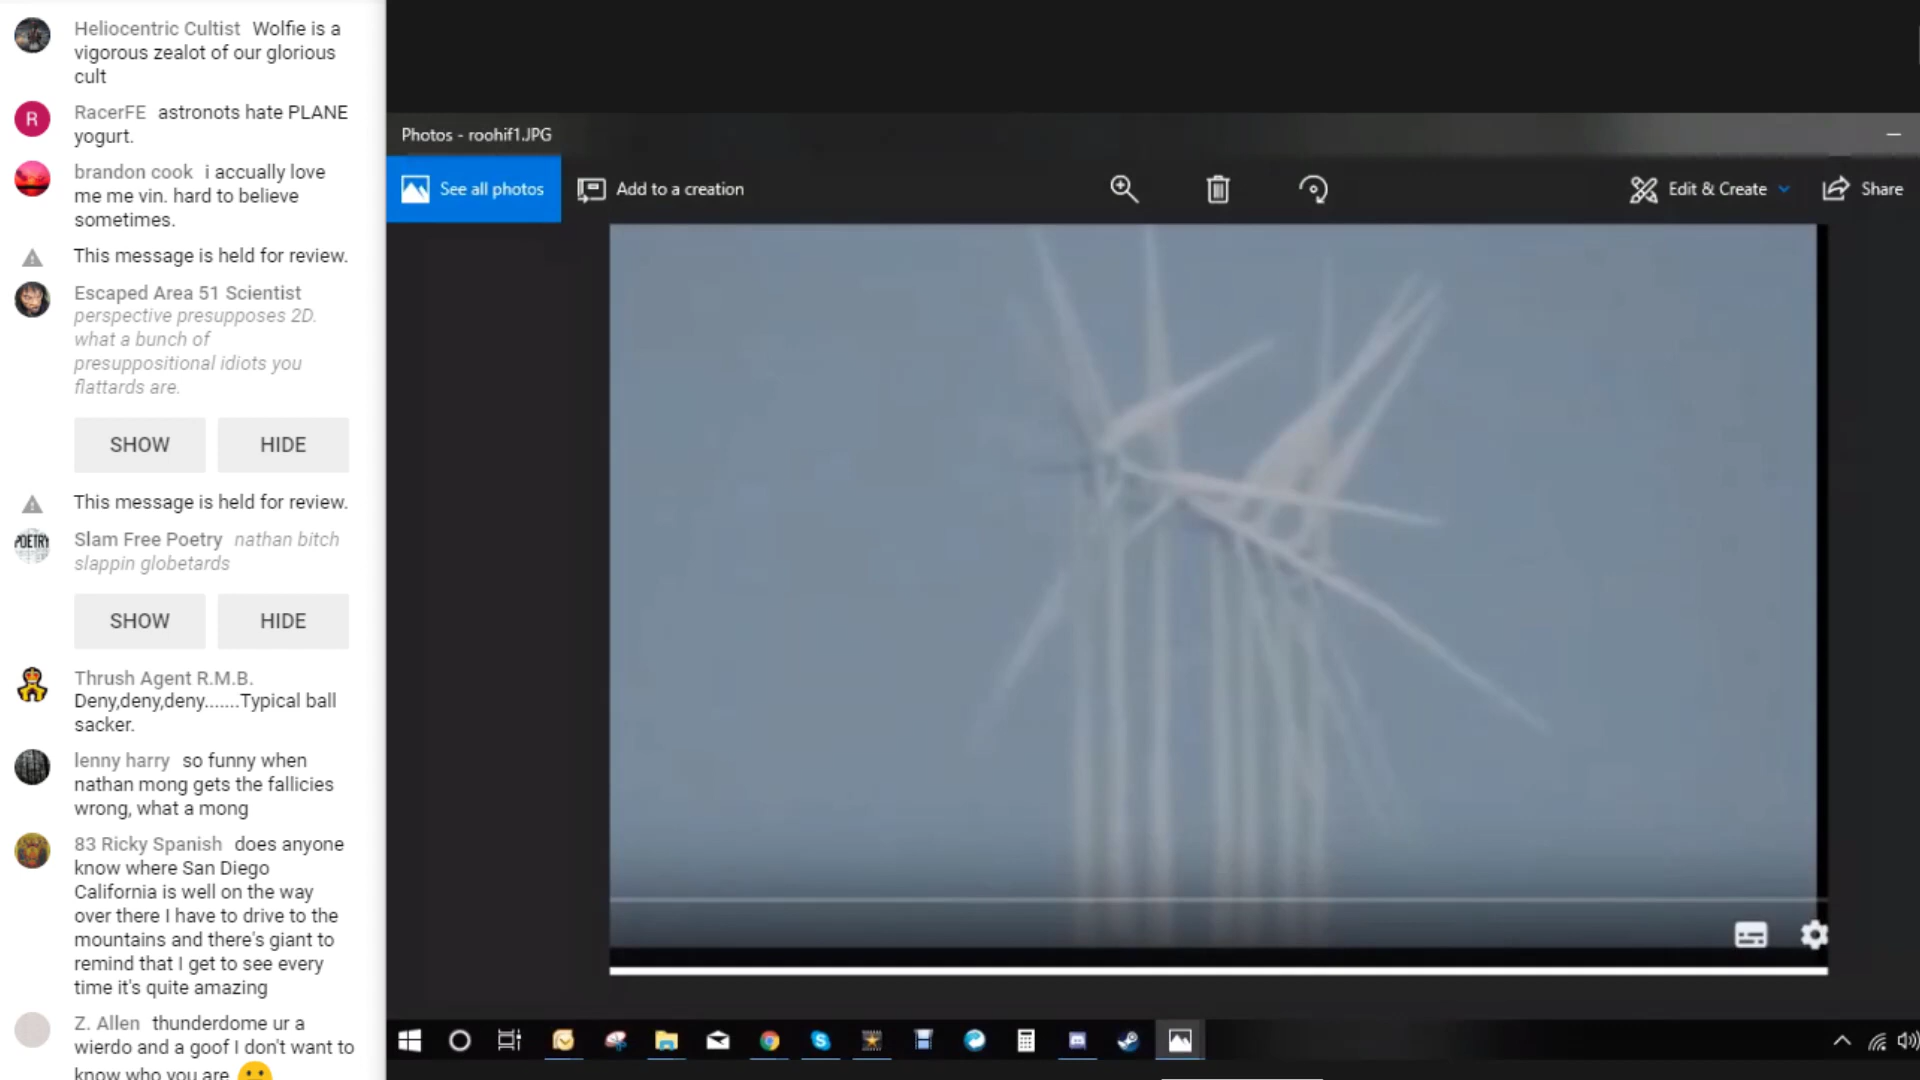 Heliocentric Cultist Wolfie is a
vigorous zealot of our glorious
cult
RacerFE astronots hate PLANE
yogurt.
brandon cook i accually love
me me vin. hard to believe
sometimes.
This message is held for review.
Escaped Area 51 Scientist
perspective presupposes 2D.
what a bunch of
presuppositional idiots you
flattards are.
SHOW HIDE
This message is held for review.
POETRY
Slam Free Poetry nathan bitch
slappin globetards
SHOW HIDE
Thrush Agent R.M.B.
Deny,deny,deny.......Typical ball
sacker.
lenny harry so funny when
nathan mong gets the fallicies
wrong, what a mong
83 Ricky Spanish does anyone
know where San Diego
California is well on the way
over there I have to drive to the
mountains and there's giant to
remind that I get to see every
time it's quite amazing
Z. Allen thunderdome ur a
wierdo and a goof I don't want to
know who you are
R
Photos - roohif1.JPG
See all photos Add to a creation Edit & Create Share